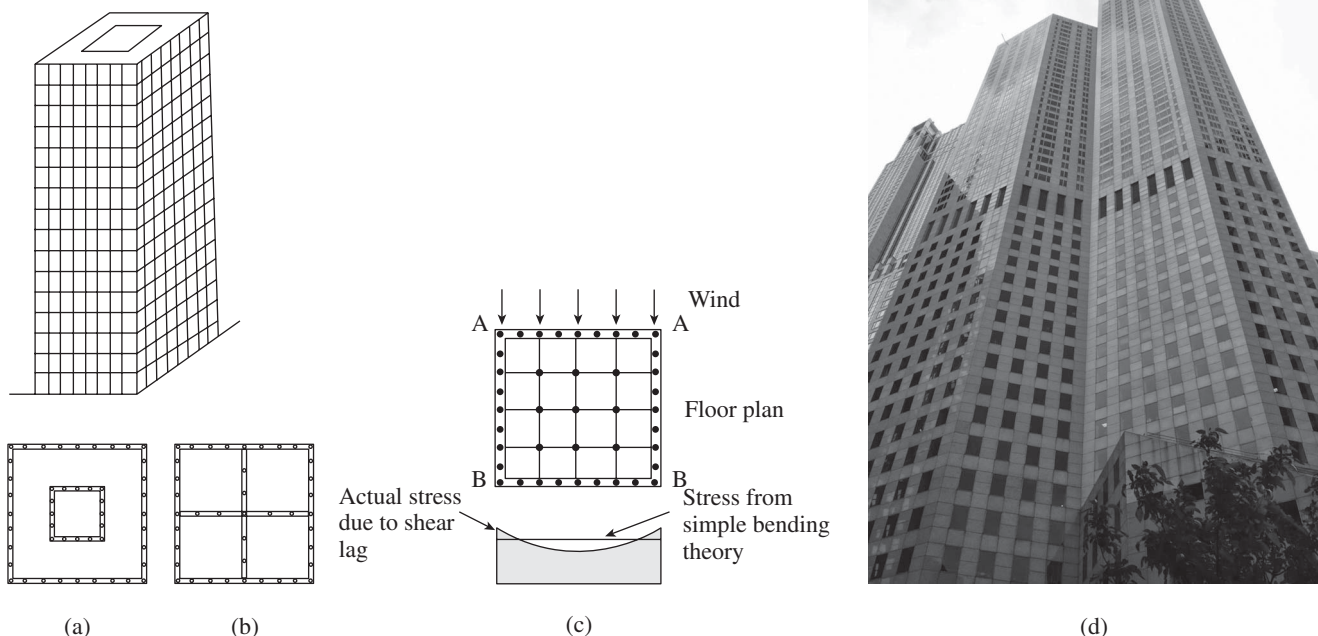 Wind
A
A
Floor plan
B
B
Actual stress
due to shear
lag
Stress from
simple bending
theory
(a)
(b)
(c)
(d)